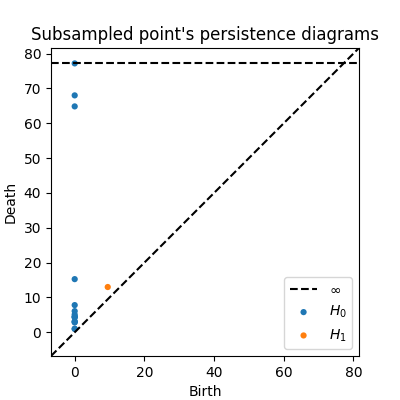 Subsampled point's persistence diagrams
80
70
60
50
40
30
20
10
0
Death
0 20 40 60 80
Birth
∞
H₀
H₁